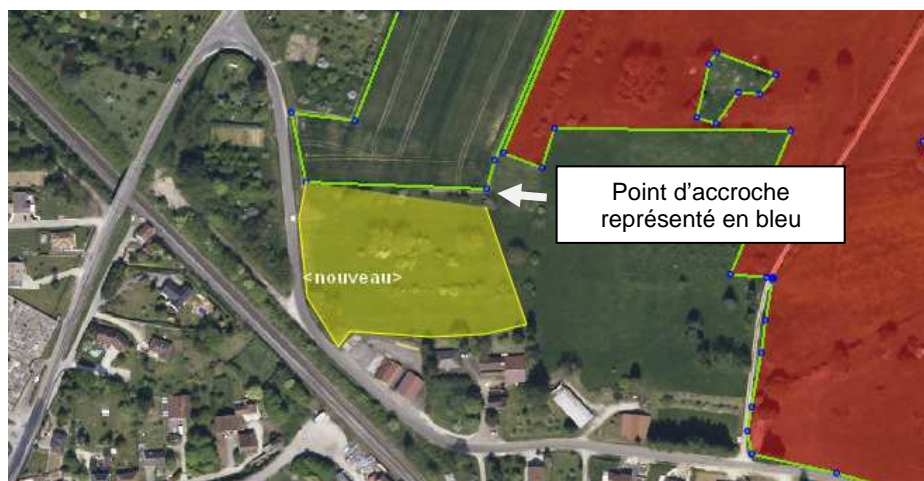 Point d’accroche
représenté en bleu
<nouveau>